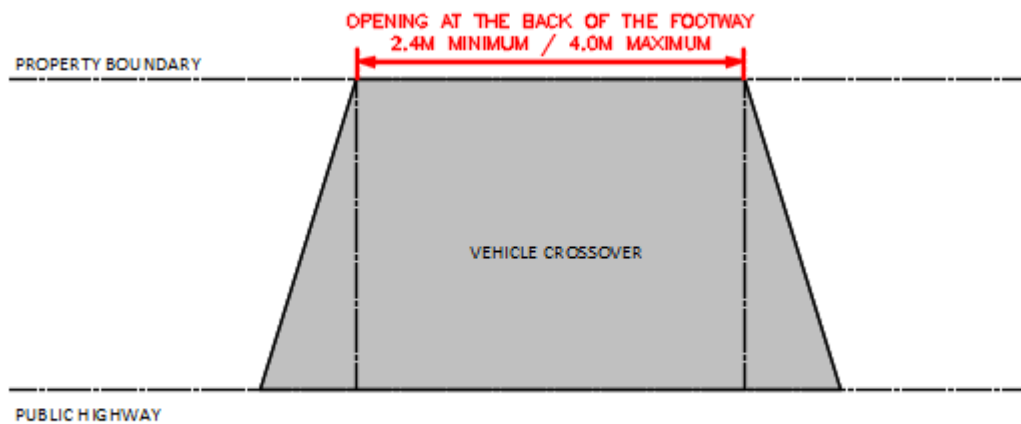 OPENING AT THE BACK OF THE FOOTWAY
2.4M MINIMUM / 4.0M MAXIMUM
PROPERTY BOUNDARY
VEHICLE CROSSOVER
PUBLIC HIGHWAY